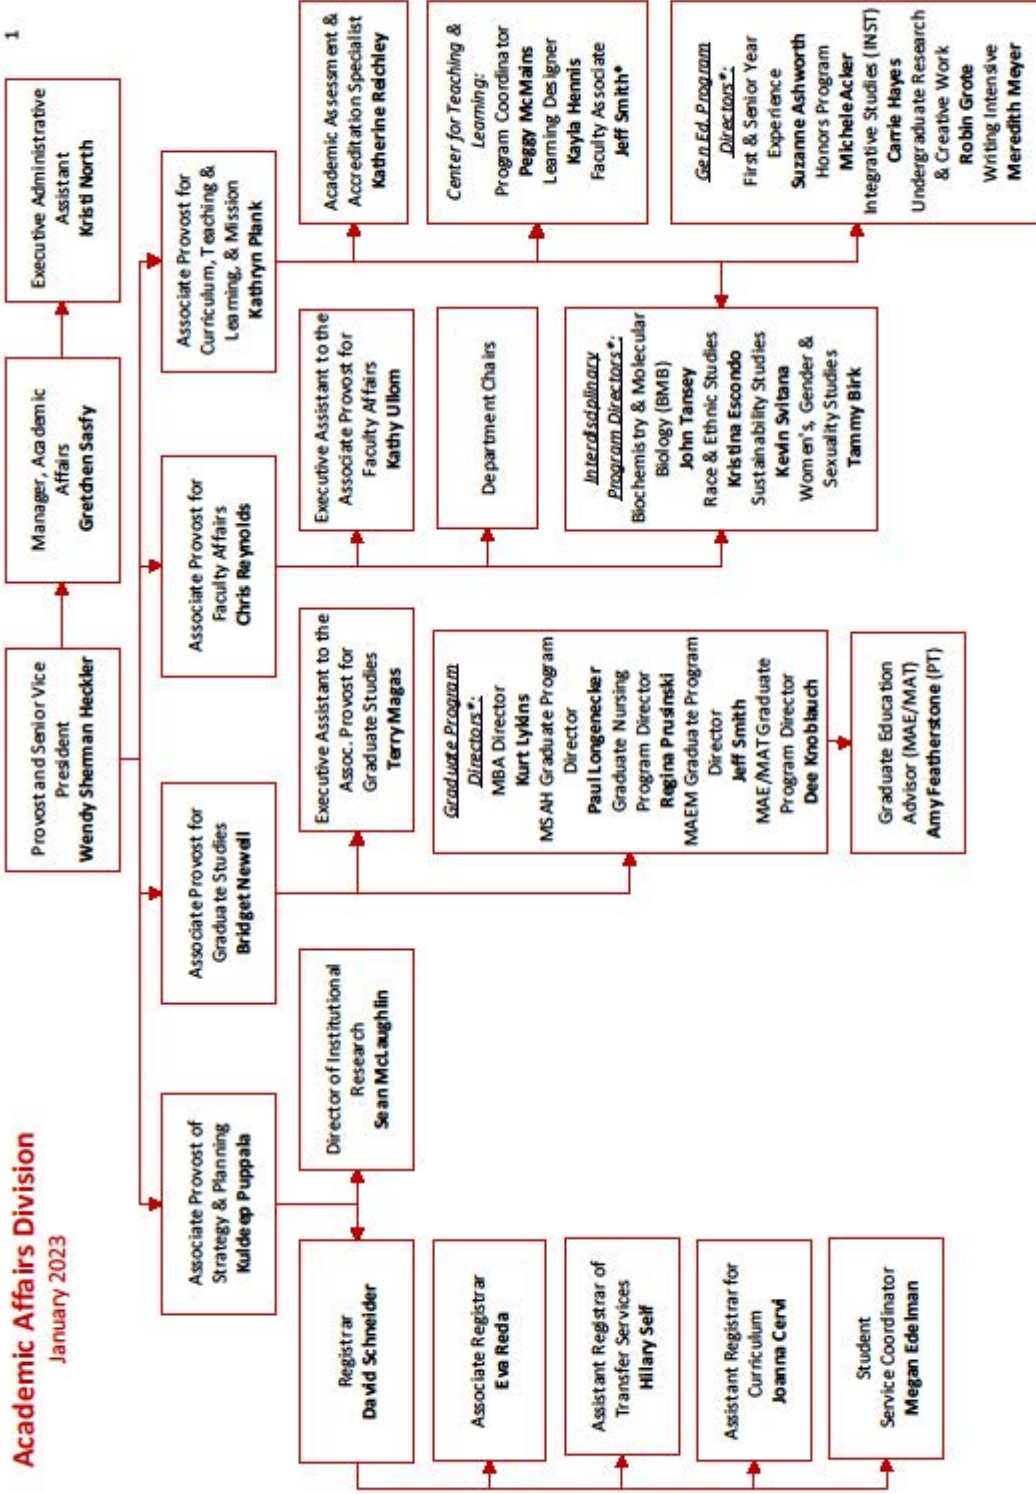 Academic Affairs Division
January 2023
1
Provost and Senior Vice
President
Wendy Sherman Heckler
Manager, Academic
Affairs
Gretchen Sasfy
Executive Administrative
Assistant
Kristi North
Associate Provost of
Strategy & Planning
Kuldeep Puppala
Associate Provost for
Graduate Studies
Bridget Newell
Associate Provost for
Faculty Affairs
Chris Reynolds
Associate Provost for
Curriculum, Teaching &
Learning, & Mission
Kathryn Plank
Registrar
David Schneider
Director of Institutional
Research
Sean McLaughlin
Executive Assistant to the
Assoc. Provost for
Graduate Studies
Terry Magas
Executive Assistant to the
Associate Provost for
Faculty Affairs
Kathy Ullom
Academic Assesment &
Accreditation Specialist
Katherine Reichley
Associate Registrar
Eva Reda
Graduate Program
Directors*:
MBA Director
Kurt Lykins
MSAH Graduate Program
Director
Paul Longenecker
Graduate Nursing
Program Director
Regina Prusinski
MAEM Graduate Program
Director
Jeff Smith
MAE/MAT Graduate
Program Director
Dee Knoblauch
Department Chairs
Center for Teaching &
Learning:
Program Coordinator
Peggy McMains
Learning Designer
Kayla Hennis
Faculty Associate
Jeff Smith*
Assistant Registrar of
Transfer Services
Hillary Seif
Interdisdplinary
Program Directors*:
Biochemistry & Molecular
Biology (BMB)
John Tansey
Race & Ethnic Studies
Kristina Escondo
Sustainability Studies
Kevin Svitana
Women's, Gender &
Sexuality Studies
Tammy Birk
Gen Ed. Program
Directors*:
First & Senior Year
Experience
Suzanne Ashworth
Honors Program
Michele Acker
Integrative Studies (INST)
Carrie Hayes
Undergraduate Research
& Creative Work
Robin Grote
Writing Intensive
Meredith Meyer
Assistant Registrar for
Curriculum
Joanna Cervi
Student
Service Coordinator
Megan Edelman
Graduate Education
Advisor (MAE/MAT)
Amy Featherstone (PT)